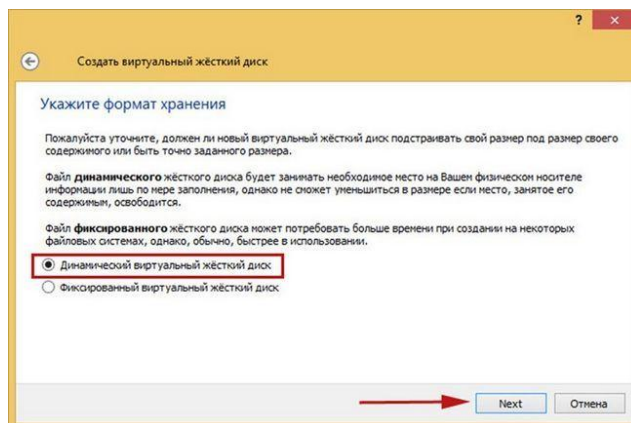 ?
Создать виртуальный жёсткий диск
Укажите формат хранения
Пожалуйста уточните, должен ли новый виртуальный жёсткий диск подстраивать свой размер под размер своего
содержимого или быть точно заданного размера.
Файл динамического жёсткого диска будет занимать необходимое место на Вашем физическом носителе
информации лишь по мере заполнения, однако не сможет уменьшиться в размере если место, занятое его
содержимым, освободится.
Файл фиксированного жёсткого диска может потребовать больше времени при создании на некоторых
файловых системах, однако, обычно, быстрее в использовании.
Динамический виртуальный жёсткий диск
Фиксированный виртуальный жёсткий диск
Next Отмена